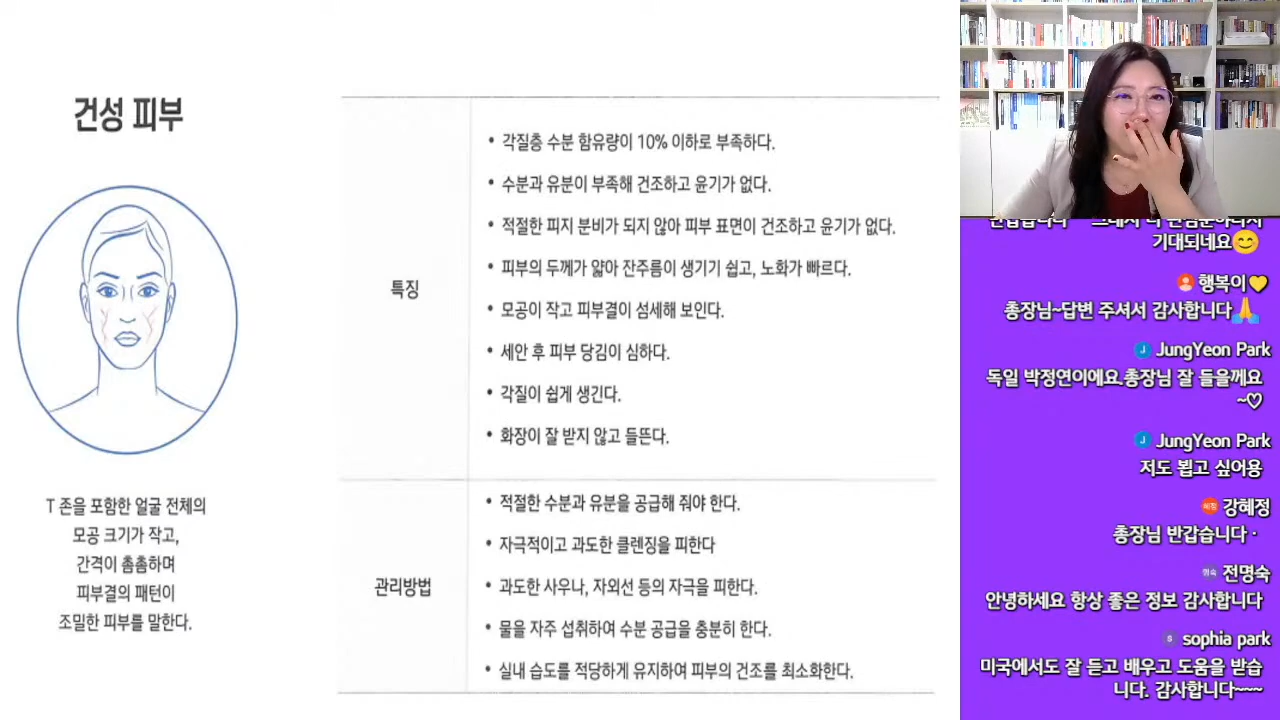 건성 피부
T 존을 포함한 얼굴 전체의
모공 크기가 작고,
간격이 촘촘하며
피부결의 패턴이
조밀한 피부를 말한다.
특징
• 각질층 수분 함유량이 10% 이하로 부족하다.
• 수분과 유분이 부족해 건조하고 윤기가 없다.
• 적절한 피지 분비가 되지 않아 피부 표면이 건조하고 윤기가 없다.
• 피부의 두께가 얇아 잔주름이 생기기 쉽고, 노화가 빠르다.
• 모공이 작고 피부결이 섬세해 보인다.
• 세안 후 피부 당김이 심하다.
• 각질이 쉽게 생긴다.
• 화장이 잘 받지 않고 들뜬다.
관리방법
• 적절한 수분과 유분을 공급해 줘야 한다.
• 자극적이고 과도한 클렌징을 피한다
• 과도한 사우나, 자외선 등의 자극을 피한다.
• 물을 자주 섭취하여 수분 공급을 충분히 한다.
• 실내 습도를 적당하게 유지하여 피부의 건조를 최소화한다.
기대되네요😊
행복이💛
총장님~답변 주셔서 감사합니다🙏
J JungYeon Park
독일 박정연이에요.총장님 잘 들을께요
~♡
J JungYeon Park
저도 뵙고 싶어용
혜정 강혜정
총장님 반갑습니다 ·
명숙 전명숙
안녕하세요 항상 좋은 정보 감사합니다
S sophia park
미국에서도 잘 듣고 배우고 도움을 받습
니다. 감사합니다~~~